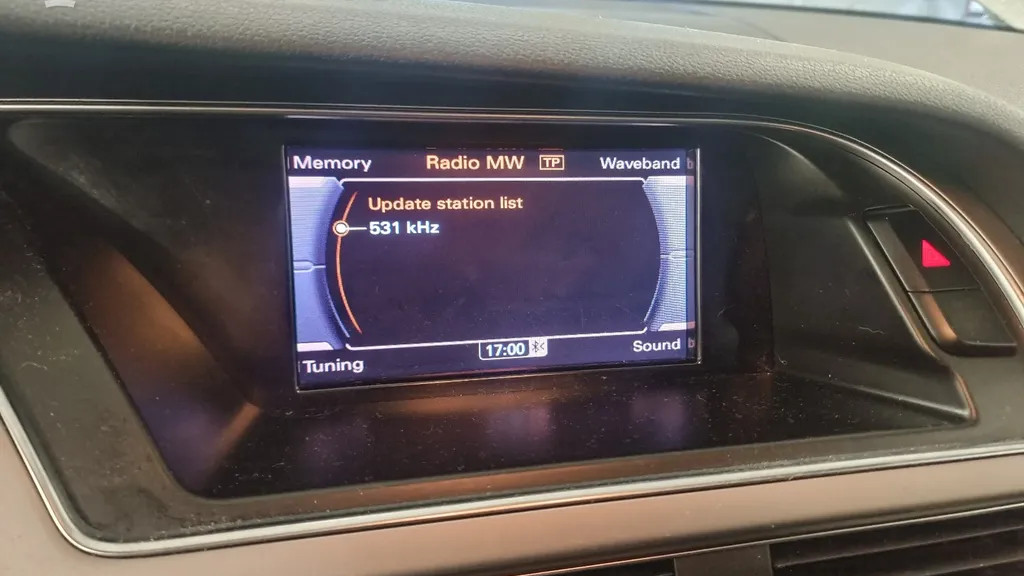 Memory Radio MW TP Waveband
Update station list
531 kHz
17:00
Tuning
Sound